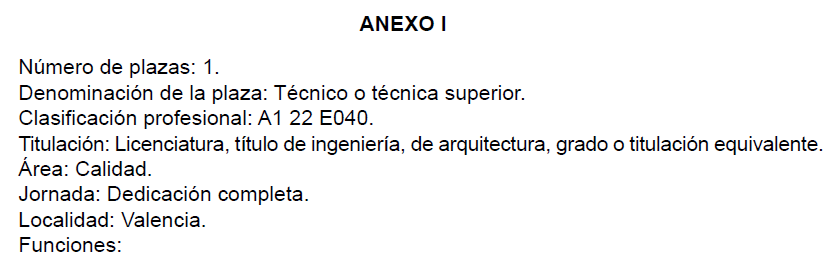 ANEXO I
Número de plazas: 1.
Denominación de la plaza: Técnico o técnica superior.
Clasificación profesional: A1 22 E040.
Titulación: Licenciatura, título de ingeniería, de arquitectura, grado o titulación equivalente.
Área: Calidad.
Jornada: Dedicación completa.
Localidad: Valencia.
Funciones: